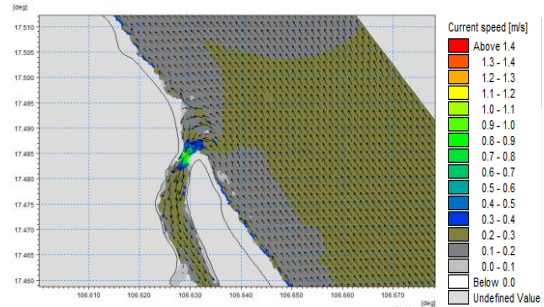 [deg]
17.510
17.505
17.500
17.495
17.490
17.485
17.480
17.475
17.470
17.465
17.460
106.610 106.620 106.630 106.640 106.650 106.660 106.670 [deg]
Current speed [m/s]
Above 1.4
1.3 - 1.4
1.2 - 1.3
1.1 - 1.2
1.0 - 1.1
0.9 - 1.0
0.8 - 0.9
0.7 - 0.8
0.6 - 0.7
0.5 - 0.6
0.4 - 0.5
0.3 - 0.4
0.2 - 0.3
0.1 - 0.2
0.0 - 0.1
Below 0.0
Undefined Value